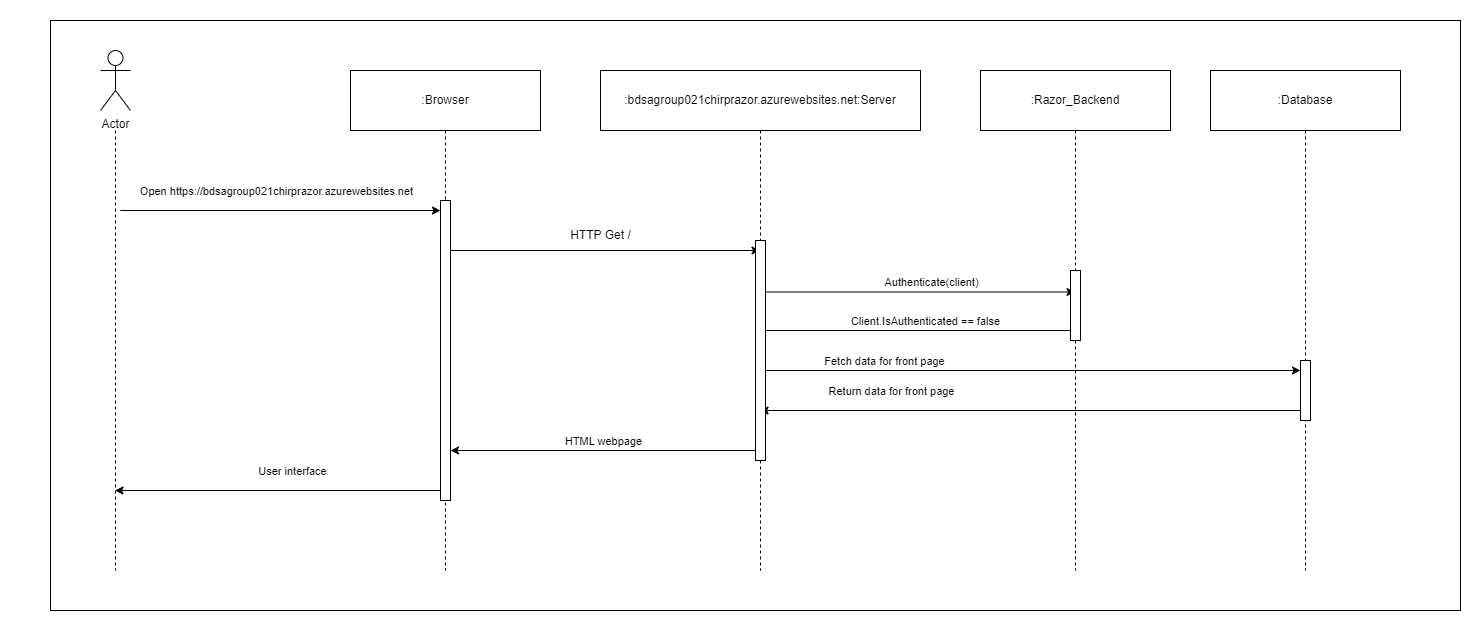 Actor
:Browser
:bdsagroup021chirprazor.azurewebsites.net:Server
:Razor_Backend
:Database
Open https://bdsagroup021chirprazor.azurewebsites.net
HTTP Get /
Authenticate(client)
Client.IsAuthenticated == false
Fetch data for front page
Return data for front page
HTML webpage
User interface